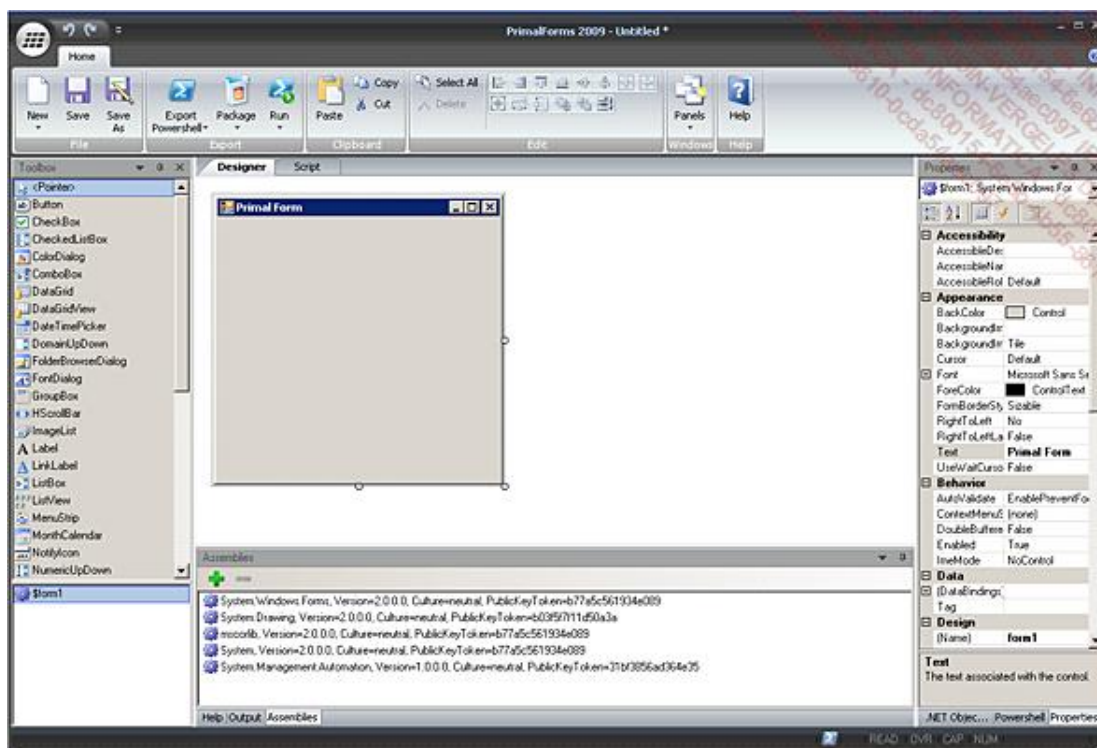 PrimalForms 2009 - Untitled *
Home
New
Save
Save As
File
Export Powershell
Package
Run
Export
Paste
Copy
Cut
Clipboard
Select All
Delete
Edit
Panels
Windows
Help
Help
Toolbox
<Pointer>
Button
CheckBox
CheckedListBox
ColorDialog
ComboBox
DataGrid
DataGridView
DateTimePicker
DomainUpDown
FolderBrowserDialog
FontDialog
GroupBox
HScrollBar
ImageList
Label
LinkLabel
ListBox
ListView
MenuStrip
MonthCalendar
NotifyIcon
NumericUpDown
$form1
Designer
Script
Primal Form
Assemblies
System.Windows.Forms, Version=2.0.0.0, Culture=neutral, PublicKeyToken=b77a5c561934e089
System.Drawing, Version=2.0.0.0, Culture=neutral, PublicKeyToken=b03f5f7f11d50a3a
mscorlib, Version=2.0.0.0, Culture=neutral, PublicKeyToken=b77a5c561934e089
System, Version=2.0.0.0, Culture=neutral, PublicKeyToken=b77a5c561934e089
System.Management.Automation, Version=1.0.0.0, Culture=neutral, PublicKeyToken=31bf3856ad364e35
Help Output Assemblies
Properties
$form1: System.Windows.For
Accessibility
AccessibleDes
AccessibleNar
AccessibleRol Default
Appearance
BackColor Control
BackgroundIm
BackgroundIm Tile
Cursor Default
Font Microsoft Sans Se
ForeColor ControlText
FormBorderSty Sizable
RightToLeft No
RightToLeftLa False
Text Primal Form
UseWaitCurso False
Behavior
AutoValidate EnablePreventFo
ContextMenuS (none)
DoubleBuffere False
Enabled True
ImeMode NoControl
Data
(DataBindings)
Tag
Design
(Name) form1
Text
The text associated with the control.
.NET Objec... Powershell Properties
READ OVR CAP NUM